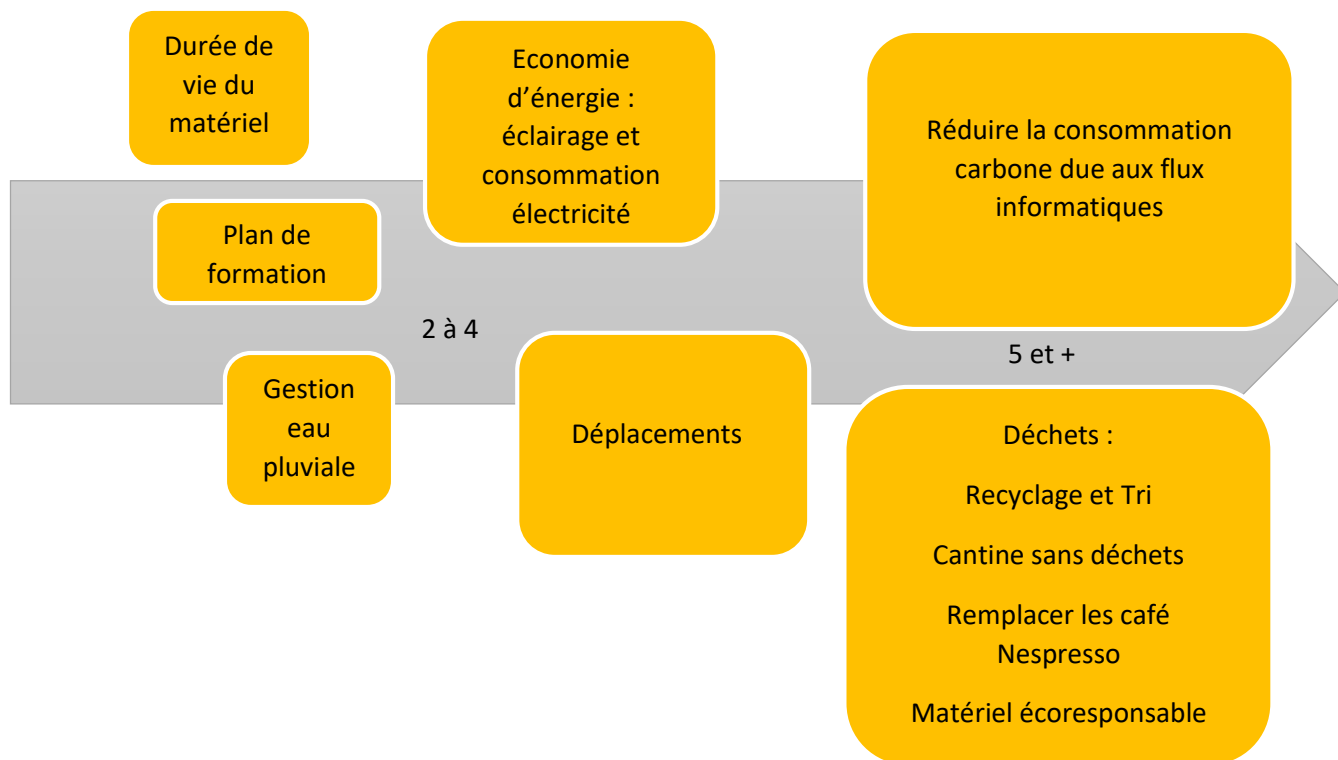 Durée de
vie du
matériel
Plan de
formation
Gestion
eau
pluviale
2 à 4
Economie
d’énergie :
éclairage et
consommation
électricité
Déplacements
Réduire la consommation
carbone due aux flux
informatiques
5 et +
Déchets :
Recyclage et Tri
Cantine sans déchets
Remplacer les café
Nespresso
Matériel écoresponsable